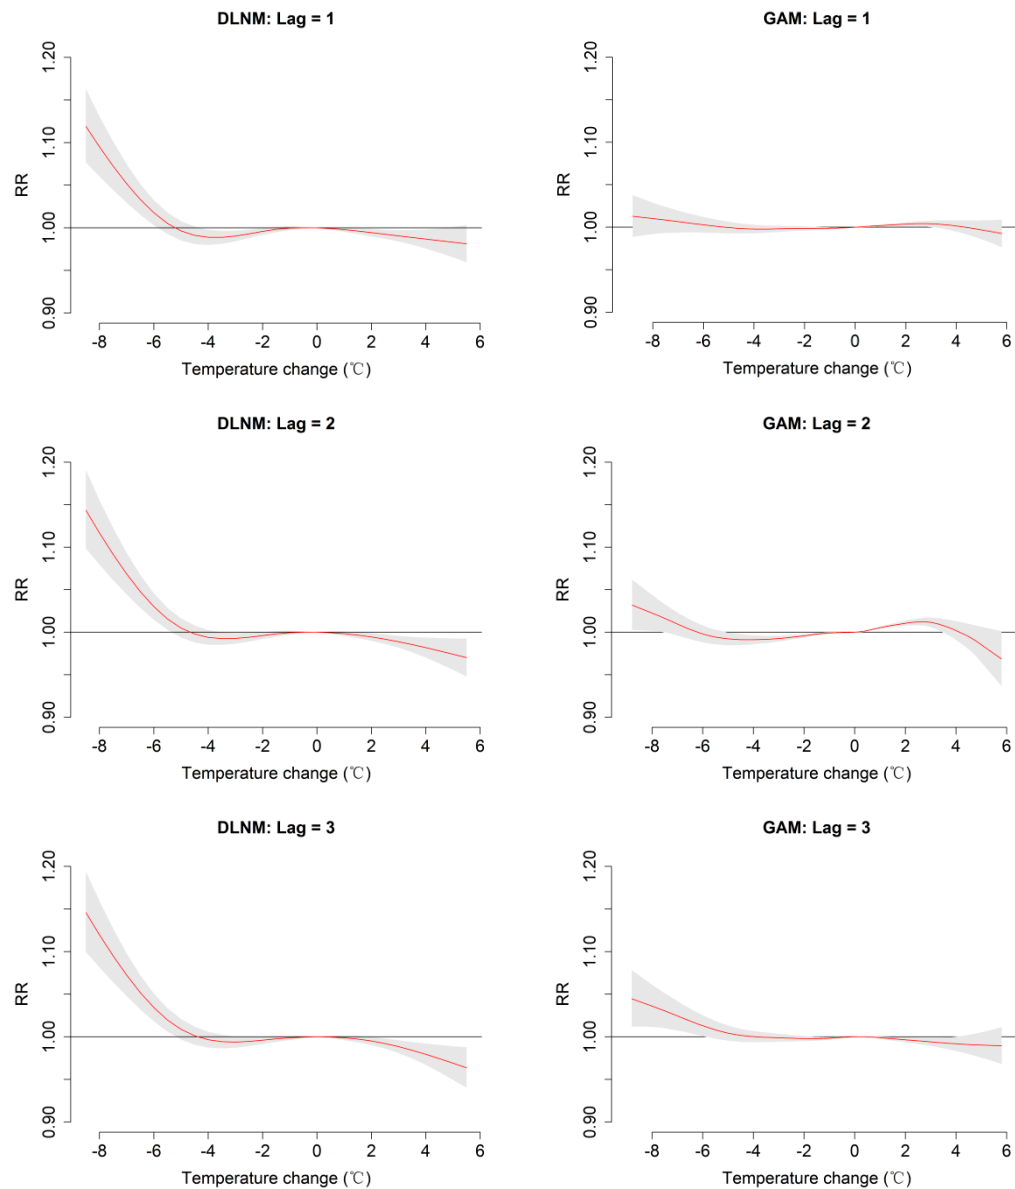 DLNM: Lag = 1
1.20
1.10
1.00
0.90
RR
-8 -6 -4 -2 0 2 4 6
Temperature change (℃)
GAM: Lag = 1
1.20
1.10
1.00
0.90
RR
-8 -6 -4 -2 0 2 4 6
Temperature change (℃)
DLNM: Lag = 2
1.20
1.10
1.00
0.90
RR
-8 -6 -4 -2 0 2 4 6
Temperature change (℃)
GAM: Lag = 2
1.20
1.10
1.00
0.90
RR
-8 -6 -4 -2 0 2 4 6
Temperature change (℃)
DLNM: Lag = 3
1.20
1.10
1.00
0.90
RR
-8 -6 -4 -2 0 2 4 6
Temperature change (℃)
GAM: Lag = 3
1.20
1.10
1.00
0.90
RR
-8 -6 -4 -2 0 2 4 6
Temperature change (℃)